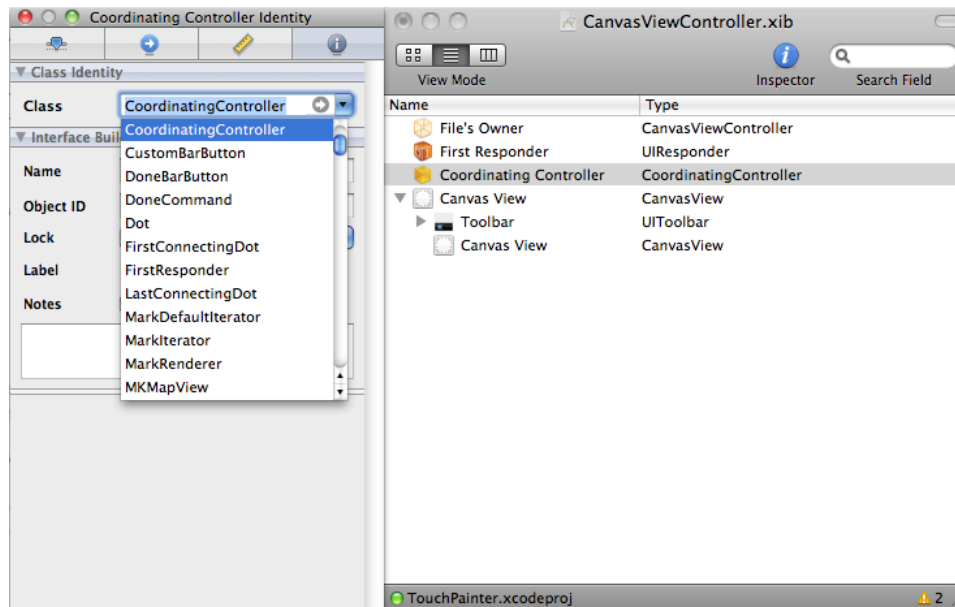 Coordinating Controller Identity
Class Identity
Class
CoordinatingController
CoordinatingController
CustomBarButton
DoneBarButton
DoneCommand
Dot
FirstConnectingDot
FirstResponder
LastConnectingDot
MarkDefaultIterator
MarkIterator
MarkRenderer
MKMapView
Interface Buil
Name
Object ID
Lock
Label
Notes
CanvasViewController.xib
View Mode
Inspector
Search Field
Name Type
File's Owner CanvasViewController
First Responder UIResponder
Coordinating Controller CoordinatingController
Canvas View CanvasView
Toolbar UIToolbar
Canvas View CanvasView
TouchPainter.xcodeproj
2